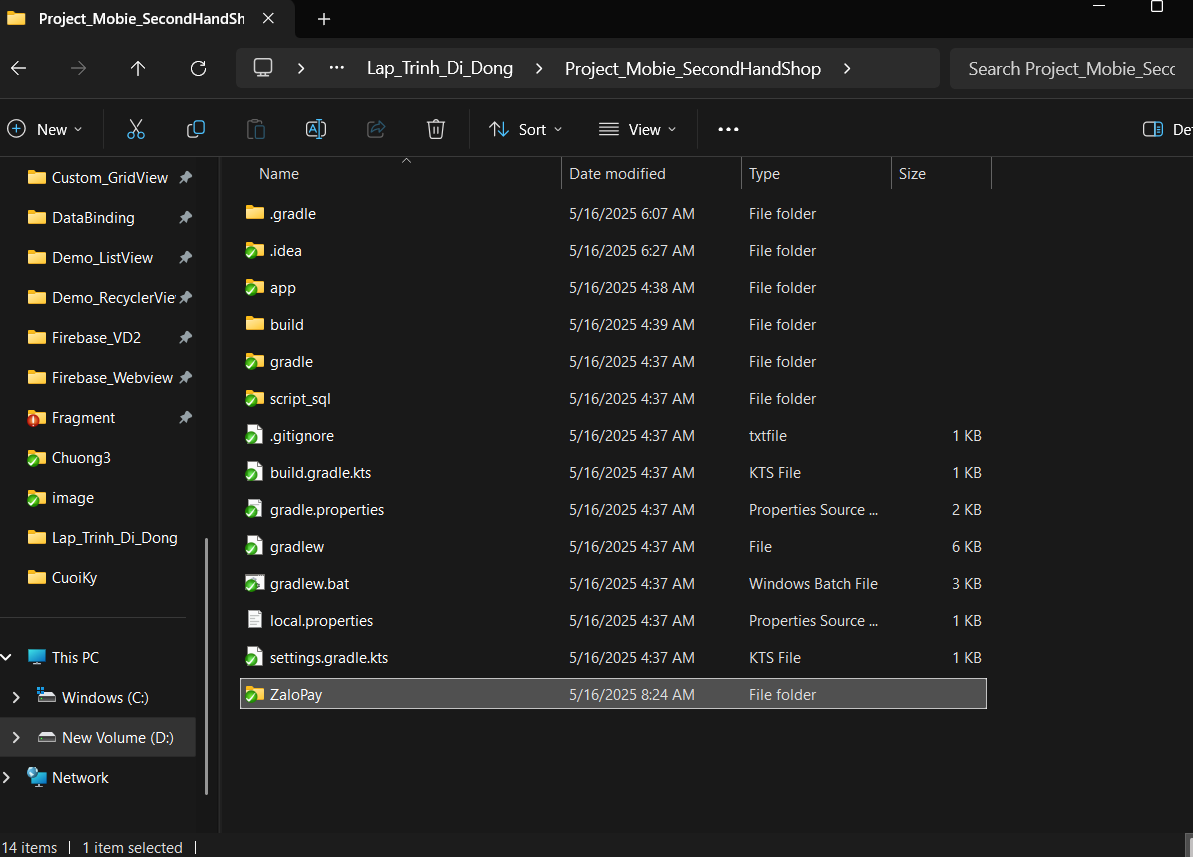 Project_Mobie_SecondHandSh
Lap_Trinh_Di_Dong > Project_Mobie_SecondHandShop >
Search Project_Mobie_Secc
New
Sort
View
...
Det
Custom_GridView
DataBinding
Demo_ListView
Demo_RecyclerVie
Firebase_VD2
Firebase_Webview
Fragment
Chuong3
image
Lap_Trinh_Di_Dong
CuoiKy
This PC
Windows (C:)
New Volume (D:)
Network
Name Date modified Type Size
.gradle 5/16/2025 6:07 AM File folder
.idea 5/16/2025 6:27 AM File folder
app 5/16/2025 4:38 AM File folder
build 5/16/2025 4:39 AM File folder
gradle 5/16/2025 4:37 AM File folder
script_sql 5/16/2025 4:37 AM File folder
.gitignore 5/16/2025 4:37 AM txtfile 1 KB
build.gradle.kts 5/16/2025 4:37 AM KTS File 1 KB
gradle.properties 5/16/2025 4:37 AM Properties Source ... 2 KB
gradlew 5/16/2025 4:37 AM File 6 KB
gradlew.bat 5/16/2025 4:37 AM Windows Batch File 3 KB
local.properties 5/16/2025 4:37 AM Properties Source ... 1 KB
settings.gradle.kts 5/16/2025 4:37 AM KTS File 1 KB
ZaloPay 5/16/2025 8:24 AM File folder
14 items | 1 item selected |